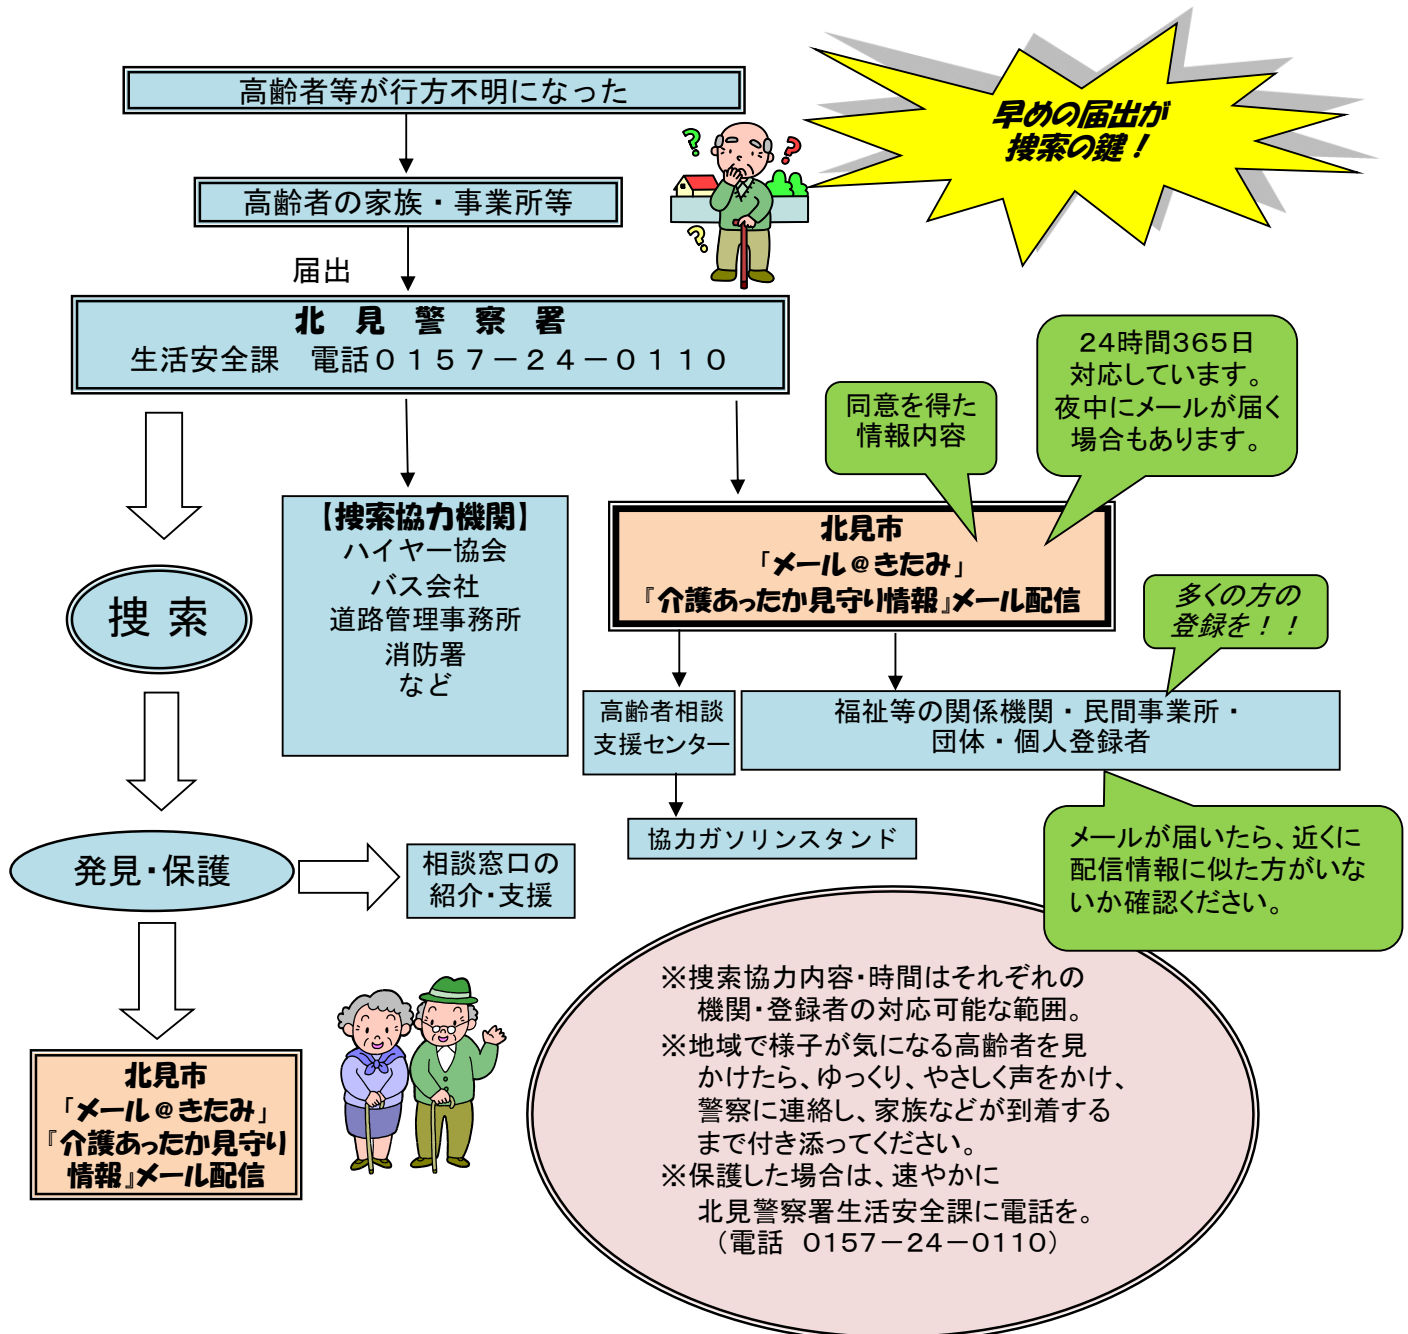 高齢者等が行方不明になった
早めの届出が
捜索の鍵！
高齢者の家族・事業所等
届出
北見警察署
生活安全課　電話０１５７－２４－０１１０
24時間365日
対応しています。
夜中にメールが届く
場合もあります。
同意を得た
情報内容
【捜索協力機関】
ハイヤー協会
バス会社
道路管理事務所
消防署
など
北見市
「メール＠きたみ」
『介護あったか見守り情報』メール配信
捜 索
多くの方の
登録を！！
高齢者相談
支援センター
福祉等の関係機関・民間事業所・
団体・個人登録者
協力ガソリンスタンド
メールが届いたら、近くに
配信情報に似た方がいな
いか確認ください。
発見・保護
相談窓口の
紹介・支援
※捜索協力内容・時間はそれぞれの
機関・登録者の対応可能な範囲。
※地域で様子が気になる高齢者を見
かけたら、ゆっくり、やさしく声をかけ、
警察に連絡し、家族などが到着する
まで付き添ってください。
※保護した場合は、速やかに
北見警察署生活安全課に電話を。
（電話　0157－24－0110）
北見市
「メール＠きたみ」
『介護あったか見守り
情報』メール配信